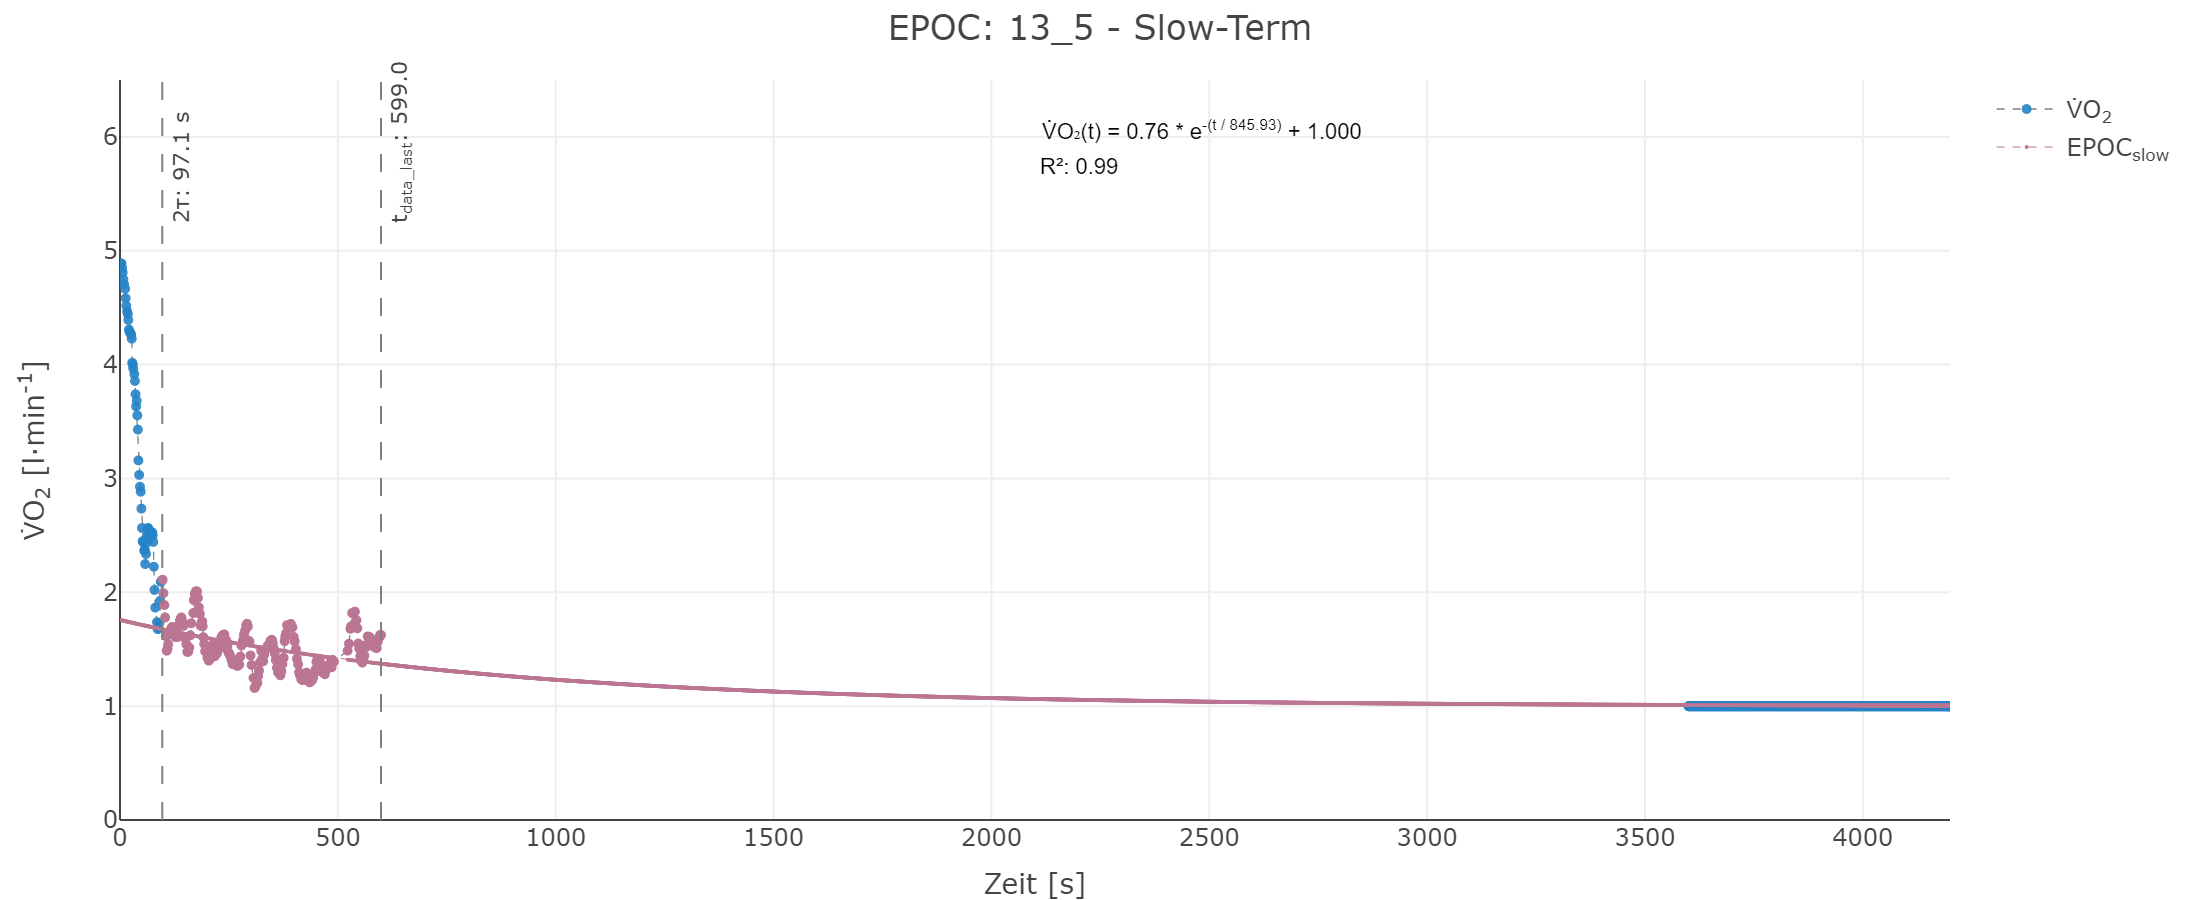 EPOC: 13_5 - Slow-Term
2τ: 97.1 s
t_data_last: 599.0
V̇O₂(t) = 0.76 * e^-(t / 845.93) + 1.000
R²: 0.99
V̇O₂
EPOC_slow
V̇O₂ [l·min⁻¹]
6
5
4
3
2
1
0
0 500 1000 1500 2000 2500 3000 3500 4000
Zeit [s]